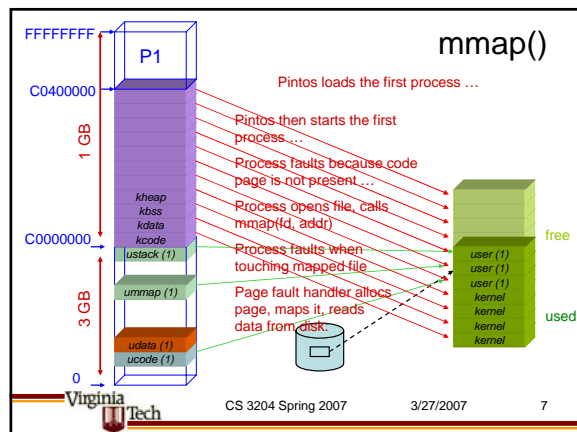 mmap()
FFFFFFFF
P1
C0400000
1 GB
kheap
kbss
kdata
kcode
C0000000
ustack (1)
ummap (1)
3 GB
udata (1)
ucode (1)
0
Pintos loads the first process …
Pintos then starts the first
process …
Process faults because code
page is not present …
Process opens file, calls
mmap(fd, addr)
Process faults when
touching mapped file
Page fault handler allocs
page, maps it, reads
data from disk:
free
user (1)
user (1)
user (1)
kernel
kernel
kernel
kernel
used
Virginia
Tech
CS 3204 Spring 2007
3/27/2007
7